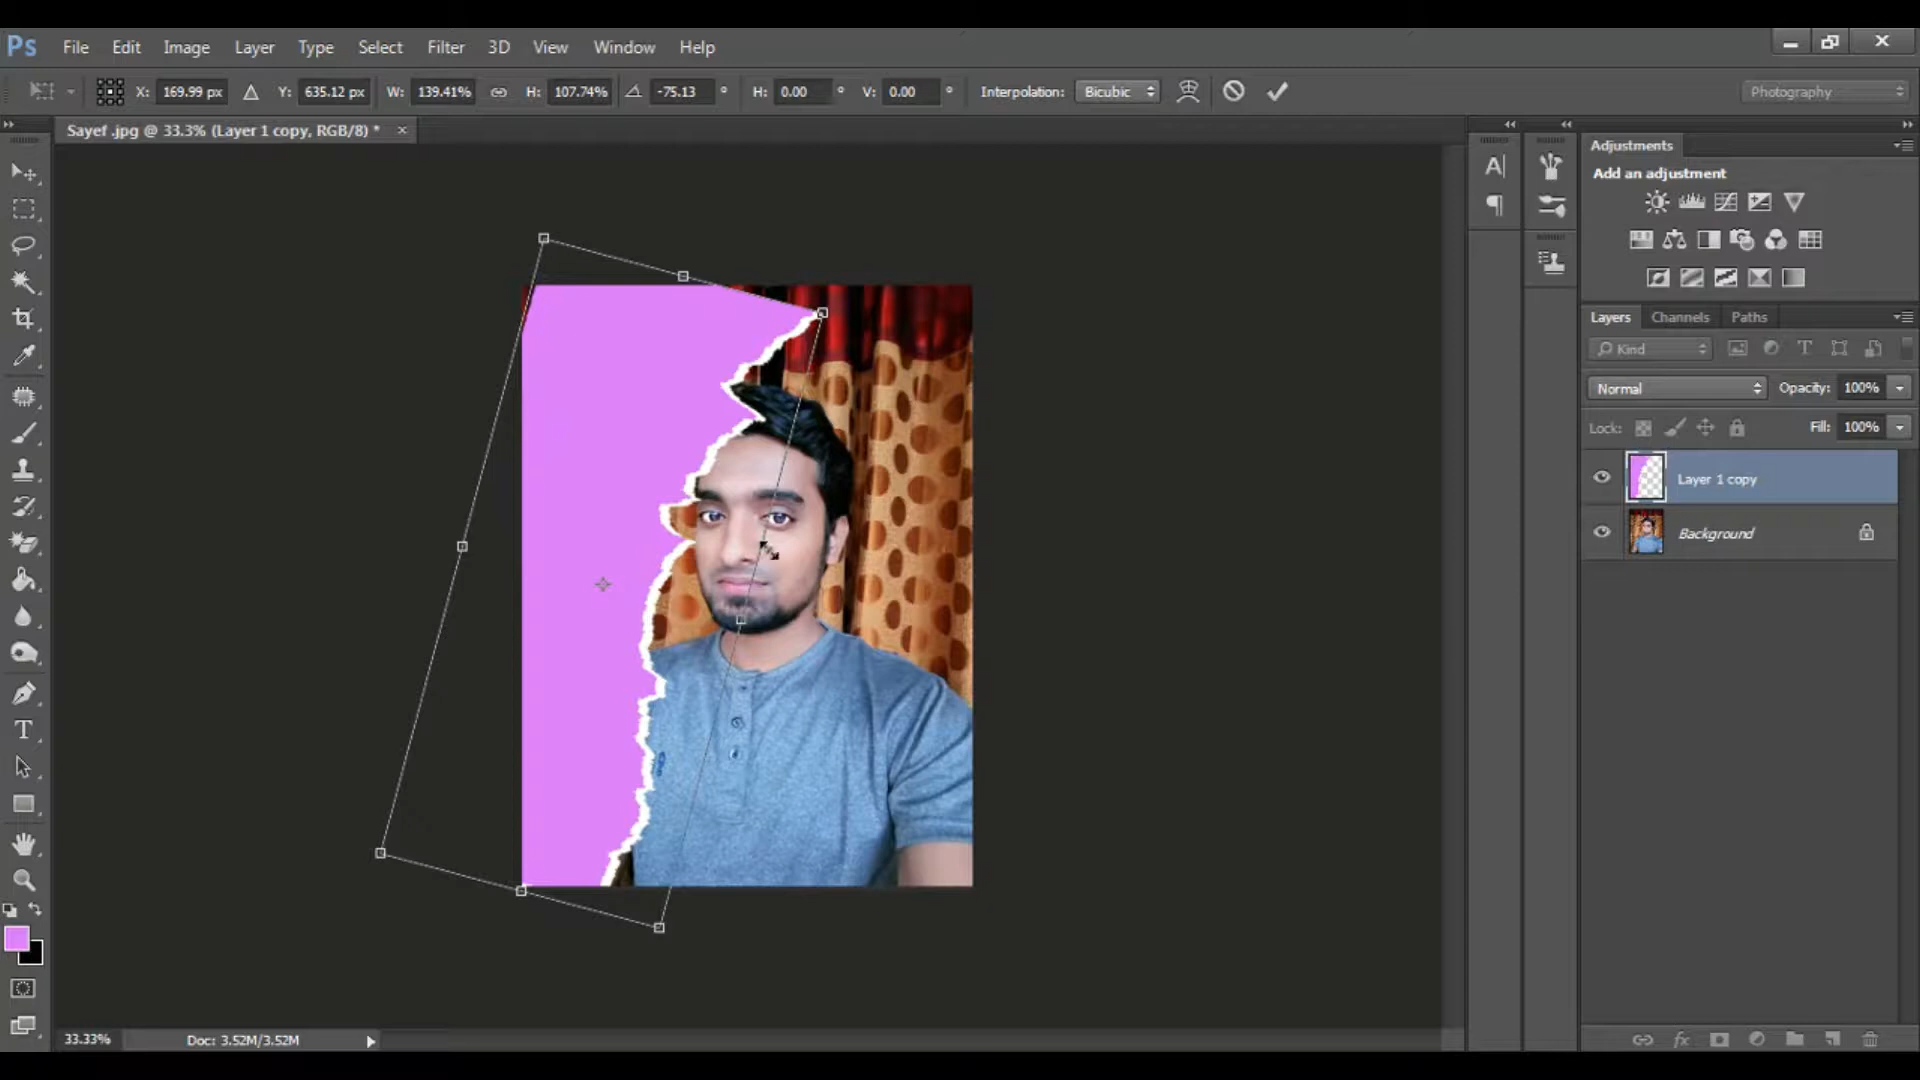 Ps File Edit Image Layer Type Select Filter 3D View Window Help
X: 169.99 px Y: 635.12 px W: 139.41% H: 107.74% -75.13 ° H: 0.00 ° V: 0.00 ° Interpolation: Bicubic Photography
Sayef .jpg @ 33.3% (Layer 1 copy, RGB/8) * ×
Adjustments
Add an adjustment
Layers Channels Paths
Kind
Normal Opacity: 100%
Lock: Fill: 100%
Layer 1 copy
Background
33.33% Doc: 3.52M/3.52M